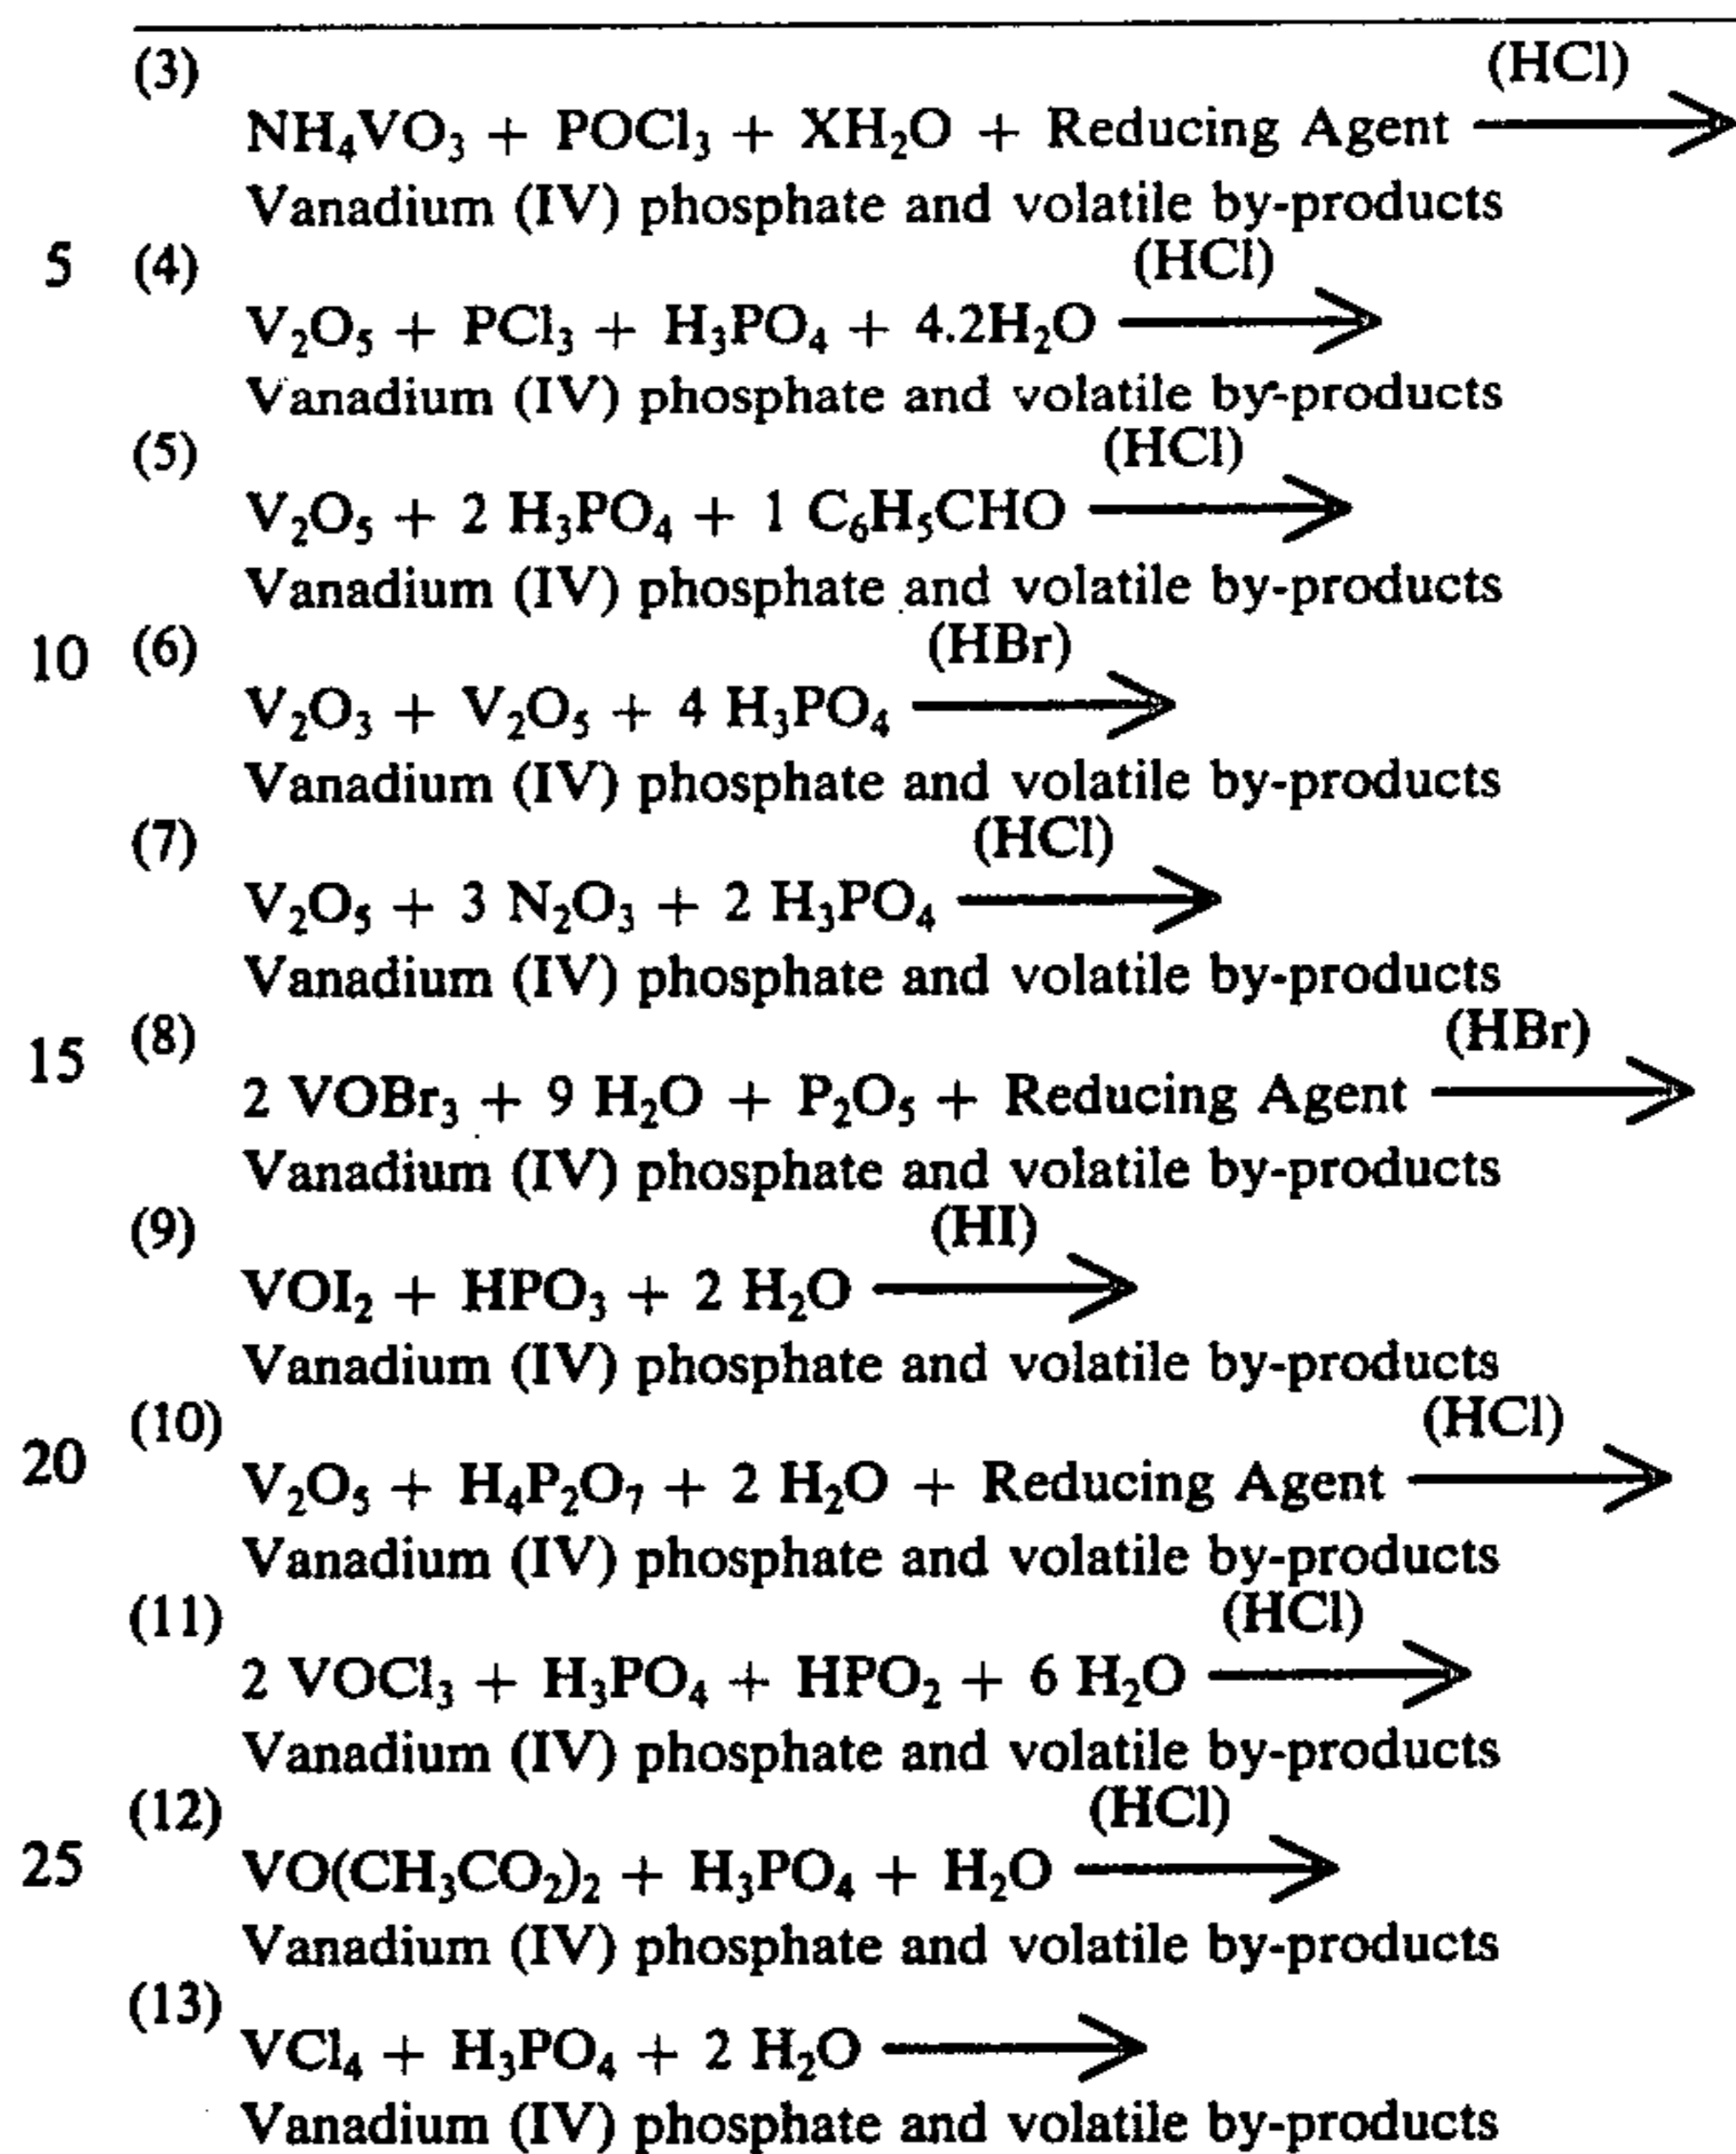 (3) (HCl)
NH₄VO₃ + POCl₃ + XH₂O + Reducing Agent ⟶
Vanadium (IV) phosphate and volatile by-products
5 (4) (HCl)
V₂O₅ + PCl₃ + H₃PO₄ + 4.2H₂O ⟶
Vanadium (IV) phosphate and volatile by-products
(5) (HCl)
V₂O₅ + 2 H₃PO₄ + 1 C₆H₅CHO ⟶
Vanadium (IV) phosphate and volatile by-products
10 (6) (HBr)
V₂O₃ + V₂O₅ + 4 H₃PO₄ ⟶
Vanadium (IV) phosphate and volatile by-products
(7) (HCl)
V₂O₅ + 3 N₂O₃ + 2 H₃PO₄ ⟶
Vanadium (IV) phosphate and volatile by-products
15 (8) (HBr)
2 VOBr₃ + 9 H₂O + P₂O₅ + Reducing Agent ⟶
Vanadium (IV) phosphate and volatile by-products
(9) (HI)
VOI₂ + HPO₃ + 2 H₂O ⟶
Vanadium (IV) phosphate and volatile by-products
20 (10) (HCl)
V₂O₅ + H₄P₂O₇ + 2 H₂O + Reducing Agent ⟶
Vanadium (IV) phosphate and volatile by-products
(11) (HCl)
2 VOCl₃ + H₃PO₄ + HPO₂ + 6 H₂O ⟶
Vanadium (IV) phosphate and volatile by-products
(12) (HCl)
25 VO(CH₃CO₂)₂ + H₃PO₄ + H₂O ⟶
Vanadium (IV) phosphate and volatile by-products
(13)
VCl₄ + H₃PO₄ + 2 H₂O ⟶
Vanadium (IV) phosphate and volatile by-products